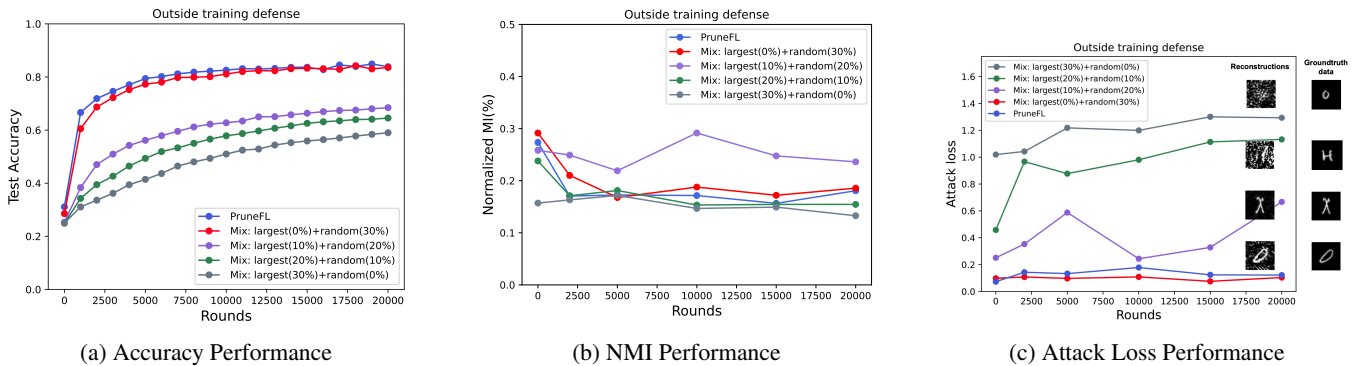 Outside training defense
1.0
0.8
0.6
0.4
0.2
0.0
Test Accuracy
PruneFL
Mix: largest(0%)+random(30%)
Mix: largest(10%)+random(20%)
Mix: largest(20%)+random(10%)
Mix: largest(30%)+random(0%)
0 2500 5000 7500 10000 12500 15000 17500 20000
Rounds
(a) Accuracy Performance
Outside training defense
0.5
0.4
0.3
0.2
0.1
0.0
Normalized MI(%)
PruneFL
Mix: largest(0%)+random(30%)
Mix: largest(10%)+random(20%)
Mix: largest(20%)+random(10%)
Mix: largest(30%)+random(0%)
0 2500 5000 7500 10000 12500 15000 17500 20000
Rounds
(b) NMI Performance
Outside training defense
1.6
1.4
1.2
1.0
0.8
0.6
0.4
0.2
0.0
Attack loss
Mix: largest(30%)+random(0%)
Mix: largest(20%)+random(10%)
Mix: largest(10%)+random(20%)
Mix: largest(0%)+random(30%)
PruneFL
Reconstructions
Groundtruth
data
0 2500 5000 7500 10000 12500 15000 17500 20000
Rounds
(c) Attack Loss Performance